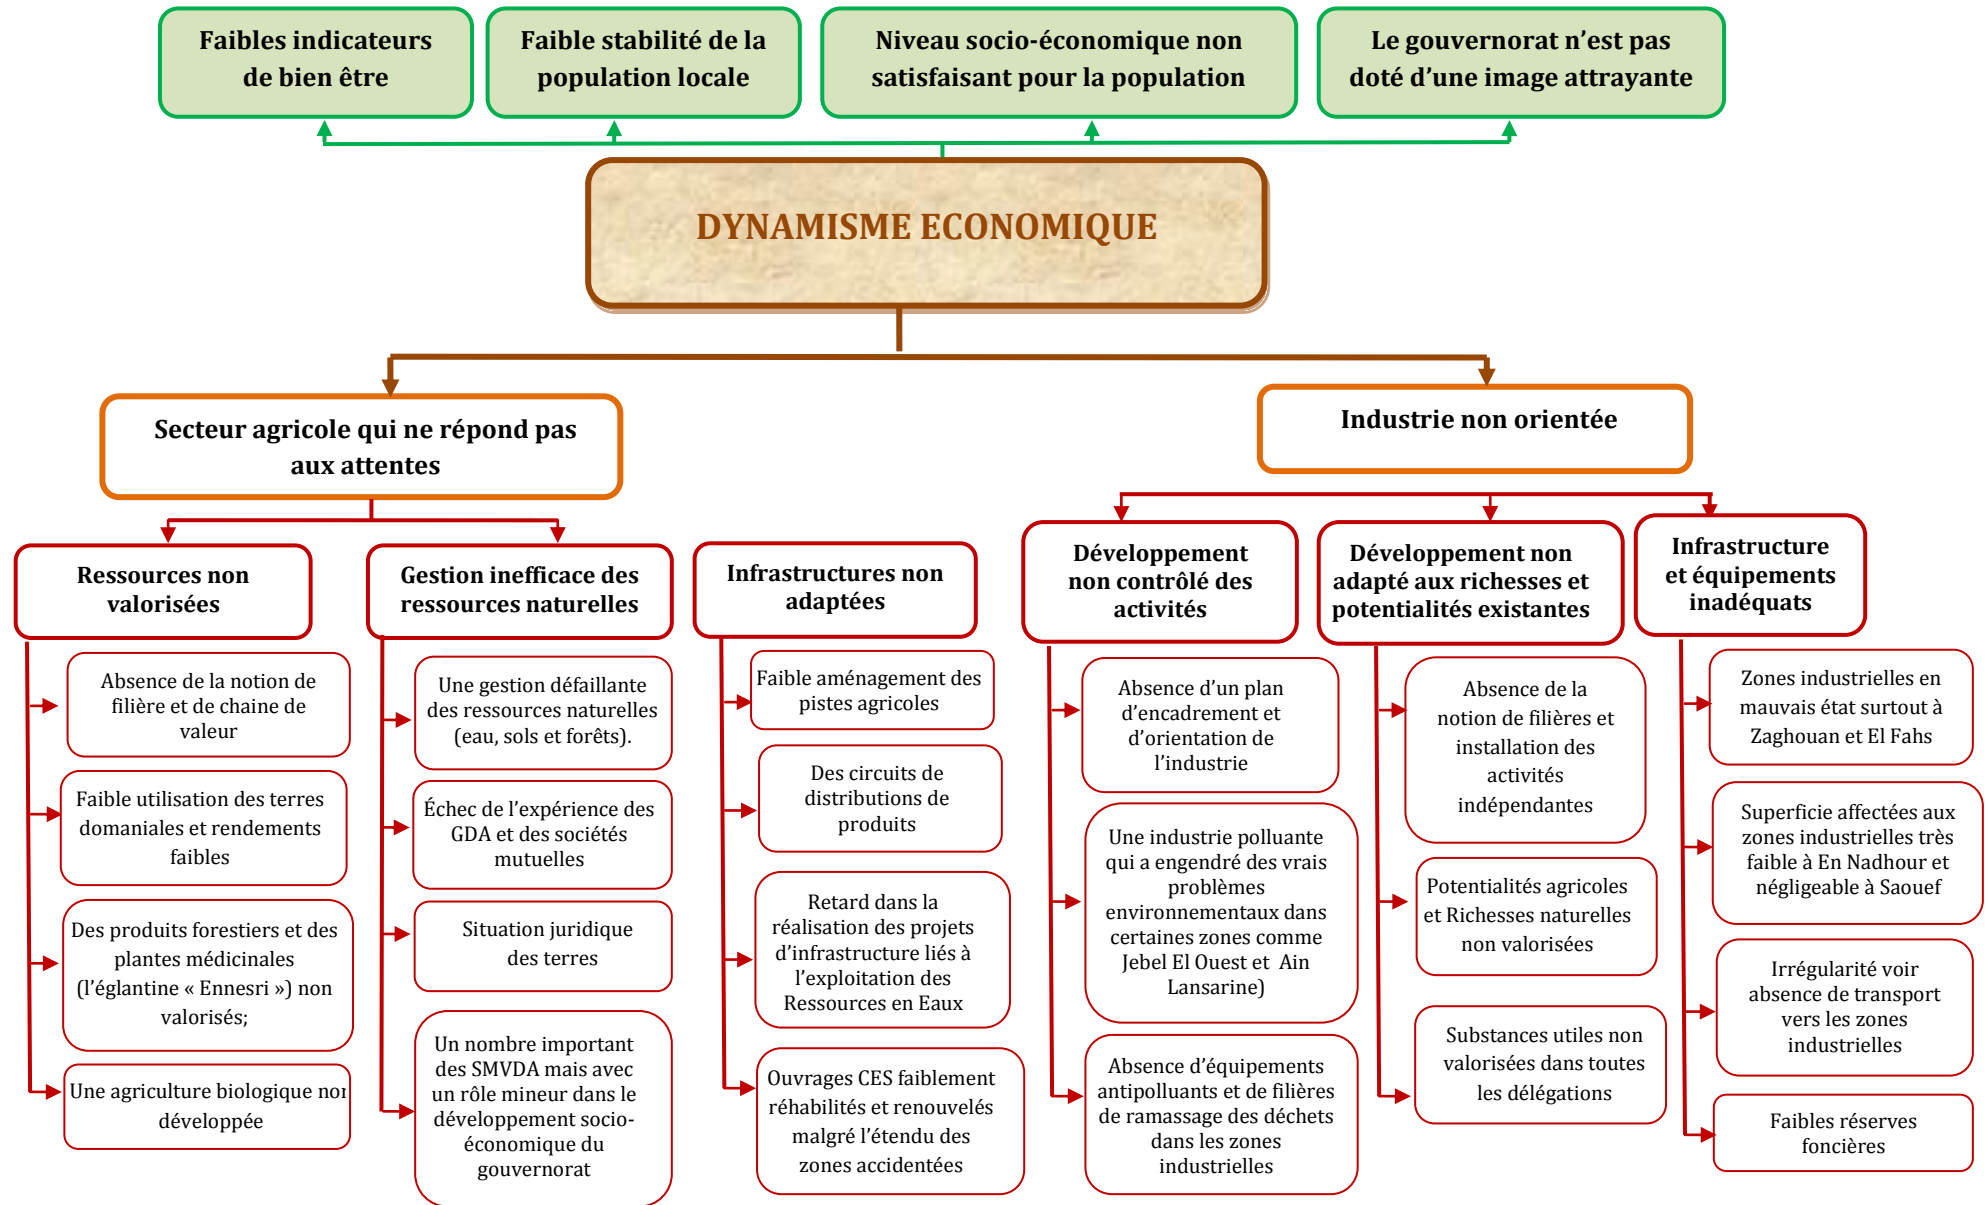 Faibles indicateurs
de bien être
Faible stabilité de la
population locale
Niveau socio-économique non
satisfaisant pour la population
Le gouvernorat n’est pas
doté d’une image attrayante
DYNAMISME ECONOMIQUE
Secteur agricole qui ne répond pas
aux attentes
Industrie non orientée
Ressources non
valorisées
Absence de la notion de
filière et de chaine de
valeur
Faible utilisation des terres
domaniales et rendements
faibles
Des produits forestiers et des
plantes médicinales
(l’églantine « Ennesri ») non
valorisés;
Une agriculture biologique non
développée
Gestion inefficace des
ressources naturelles
Une gestion défaillante
des ressources naturelles
(eau, sols et forêts).
Échec de l’expérience des
GDA et des sociétés
mutuelles
Situation juridique
des terres
Un nombre important
des SMVDA mais avec
un rôle mineur dans le
développement socio-
économique du
gouvernorat
Infrastructures non
adaptées
Faible aménagement des
pistes agricoles
Des circuits de
distributions de
produits
Retard dans la
réalisation des projets
d’infrastructure liés à
l’exploitation des
Ressources en Eaux
Ouvrages CES faiblement
réhabilités et renouvelés
malgré l’étendu des
zones accidentées
Développement
non contrôlé des
activités
Absence d’un plan
d’encadrement et
d’orientation de
l’industrie
Une industrie polluante
qui a engendré des vrais
problèmes
environnementaux dans
certaines zones comme
Jebel El Ouest et Ain
Lansarine)
Absence d’équipements
antipolluants et de filières
de ramassage des déchets
dans les zones
industrielles
Développement non
adapté aux richesses et
potentialités existantes
Absence de la
notion de filières et
installation des
activités
indépendantes
Potentialités agricoles
et Richesses naturelles
non valorisées
Substances utiles non
valorisées dans toutes
les délégations
Infrastructure
et équipements
inadéquats
Zones industrielles en
mauvais état surtout à
Zaghouan et El Fahs
Superficie affectées aux
zones industrielles très
faible à En Nadhour et
négligeable à Saouef
Irrégularité voir
absence de transport
vers les zones
industrielles
Faibles réserves
foncières